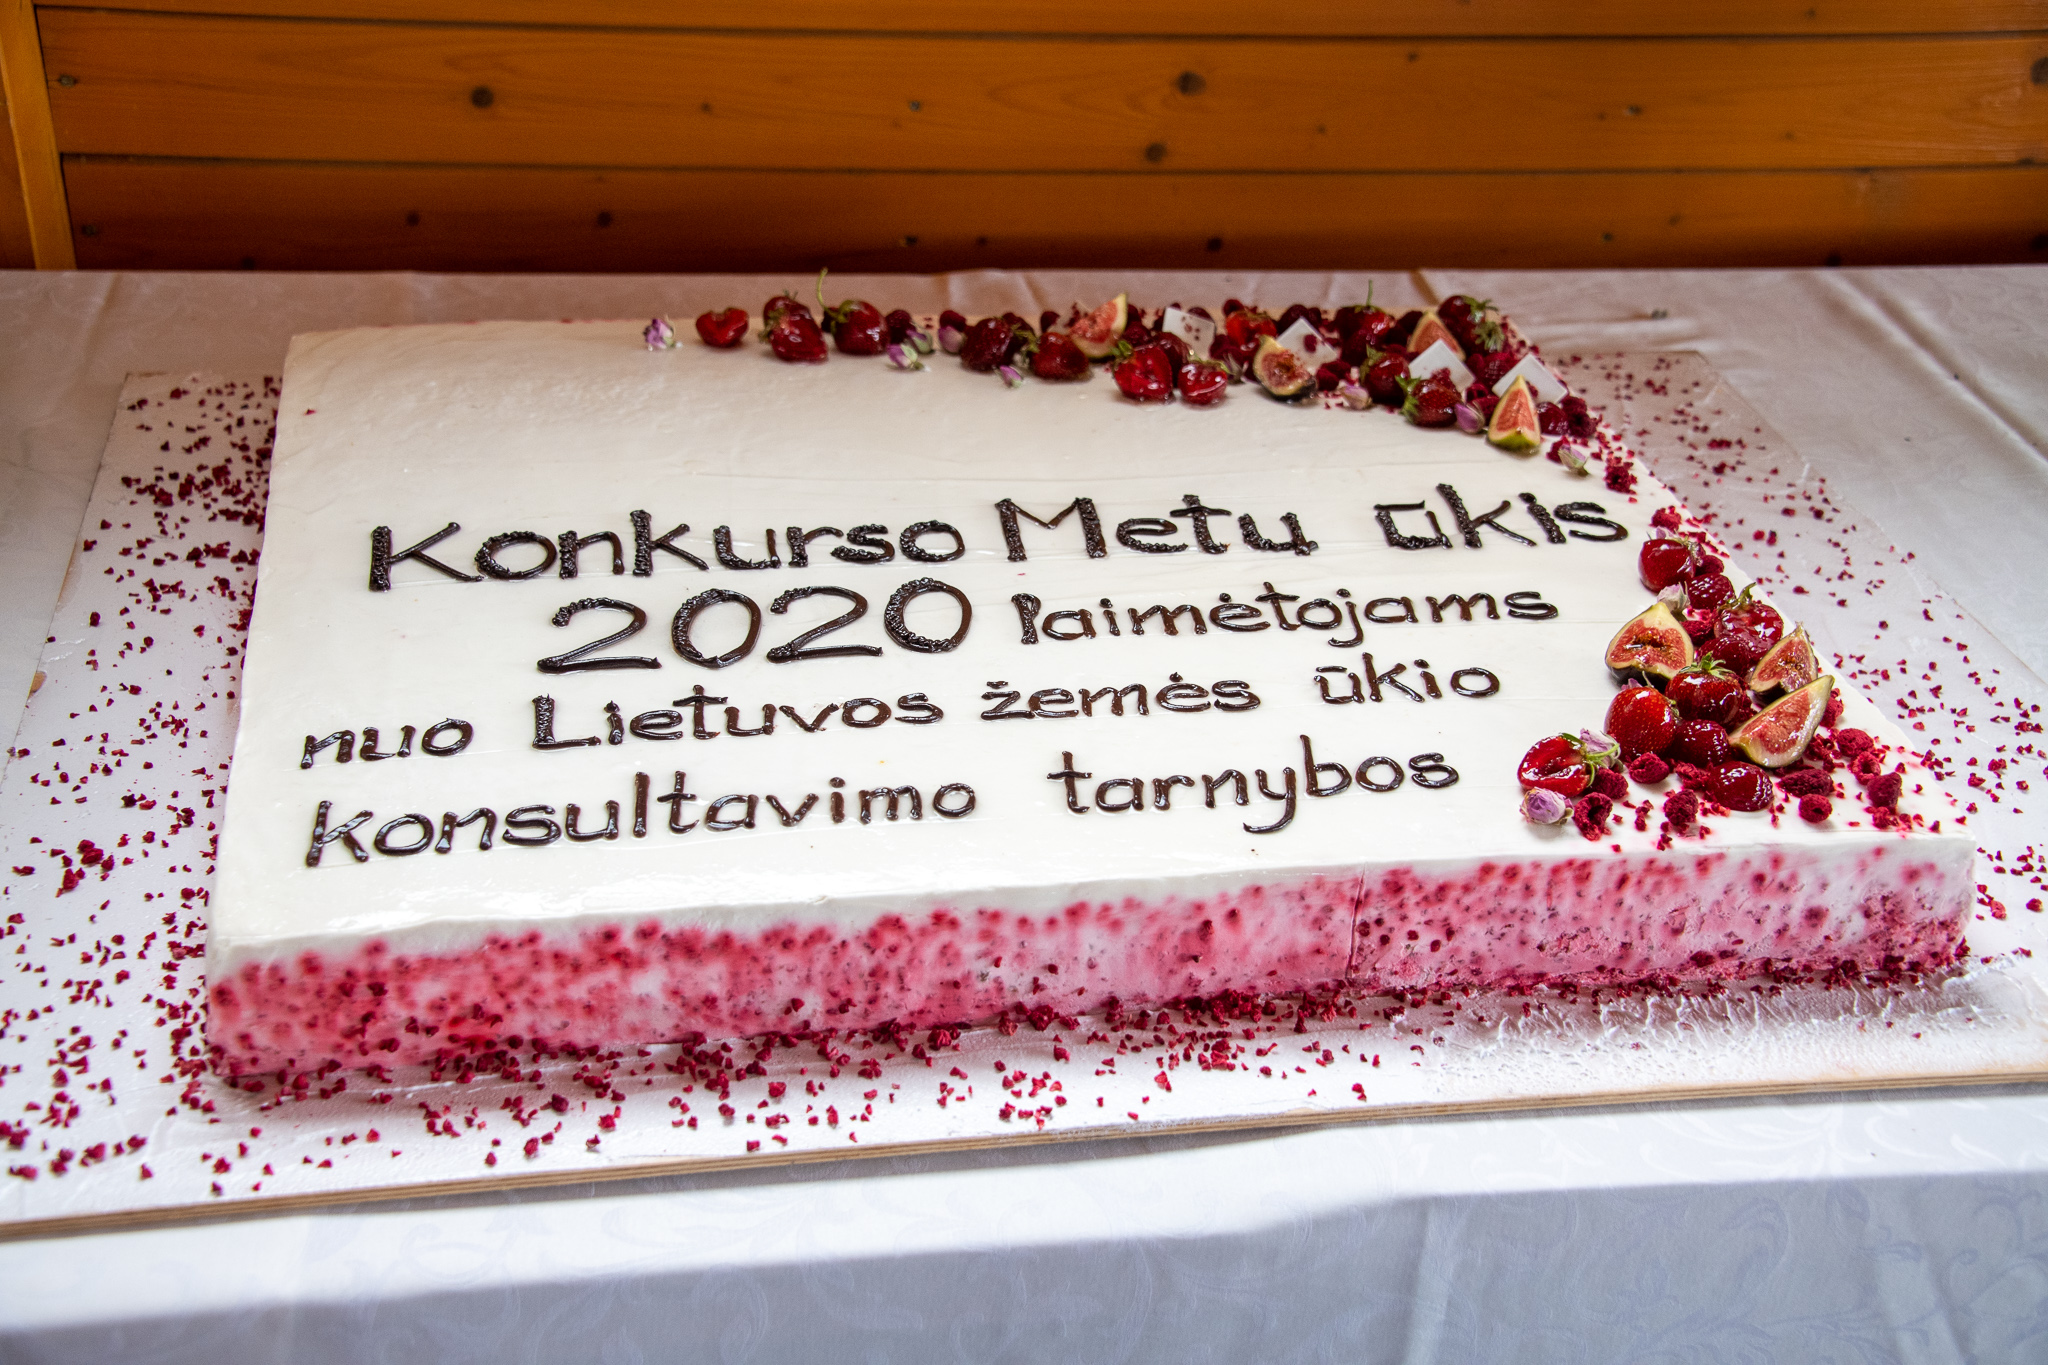 Konkurso Metų ūkis
2020 laimėtojams
nuo Lietuvos žemės ūkio
konsultavimo tarnybos